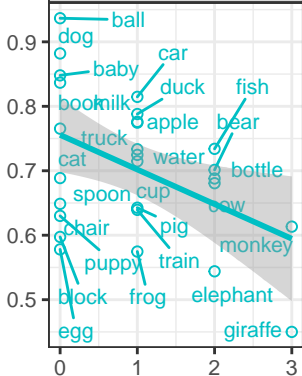 0.9
0.8
0.7
0.6
0.5
0 1 2 3
ball
dog
car
baby
duck
fish
book
milk
apple
bear
truck
cat
water
bottle
spoon
cup
cow
chair
pig
monkey
puppy
train
block
frog
elephant
egg
giraffe